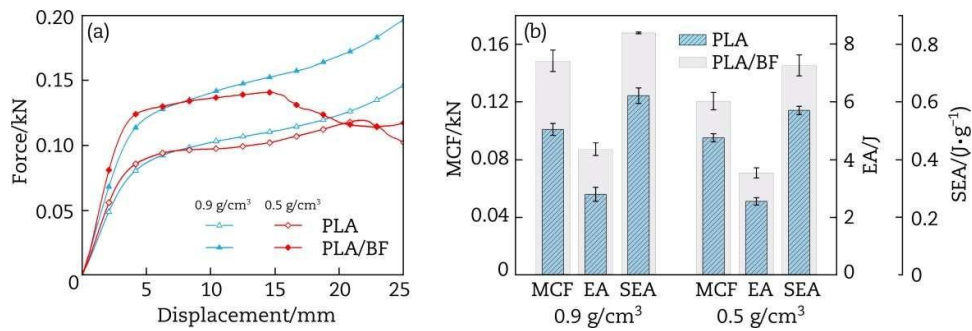 (a)
0.20
0.15
0.10
0.05
0
Force/kN
0.9 g/cm³ 0.5 g/cm³
PLA
PLA/BF
5 10 15 20 25
Displacement/mm
(b)
PLA
PLA/BF
0.16
0.12
0.08
0.04
0
MCF/kN
8
6
4
2
0
EA/J
0.8
0.6
0.4
0.2
0
SEA/(J•g⁻¹)
MCF EA SEA MCF EA SEA
0.9 g/cm³ 0.5 g/cm³